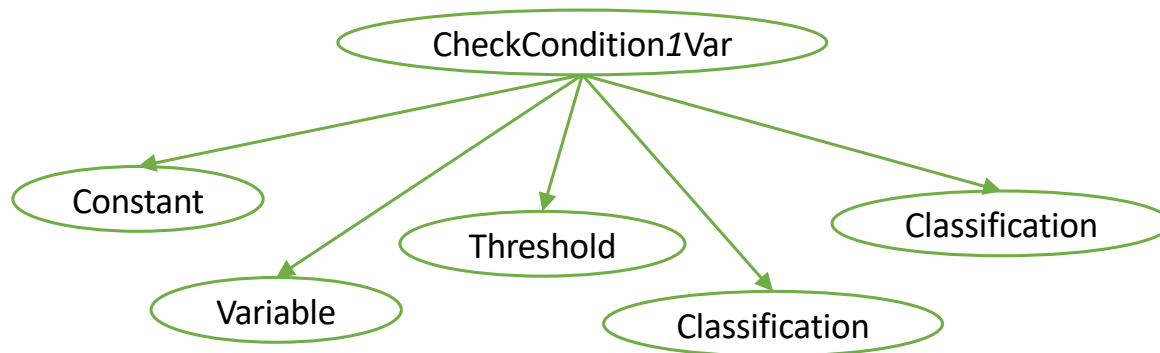 CheckCondition1Var
Constant
Variable
Threshold
Classification
Classification